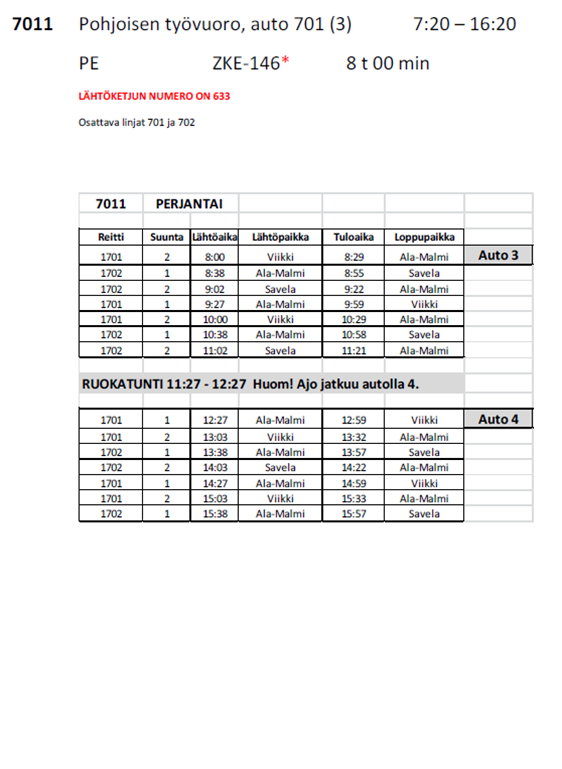 7011 Pohjoisen työvuoro, auto 701 (3) 7:20 – 16:20
PE ZKE-146* 8 t 00 min
LÄHTÖKETJUN NUMERO ON 633
Osattava linjat 701 ja 702
7011 PERJANTAI
Reitti Suunta Lähtöaika Lähtöpaikka Tuloaika Loppupaikka
1701 2 8:00 Viikki 8:29 Ala-Malmi Auto 3
1702 1 8:38 Ala-Malmi 8:55 Savela
1702 2 9:02 Savela 9:22 Ala-Malmi
1701 1 9:27 Ala-Malmi 9:59 Viikki
1701 2 10:00 Viikki 10:29 Ala-Malmi
1702 1 10:38 Ala-Malmi 10:58 Savela
1702 2 11:02 Savela 11:21 Ala-Malmi
RUOKATUNTI 11:27 - 12:27 Huom! Ajo jatkuu autolla 4.
1701 1 12:27 Ala-Malmi 12:59 Viikki Auto 4
1701 2 13:03 Viikki 13:32 Ala-Malmi
1702 1 13:38 Ala-Malmi 13:57 Savela
1702 2 14:03 Savela 14:22 Ala-Malmi
1701 1 14:27 Ala-Malmi 14:59 Viikki
1701 2 15:03 Viikki 15:33 Ala-Malmi
1702 1 15:38 Ala-Malmi 15:57 Savela